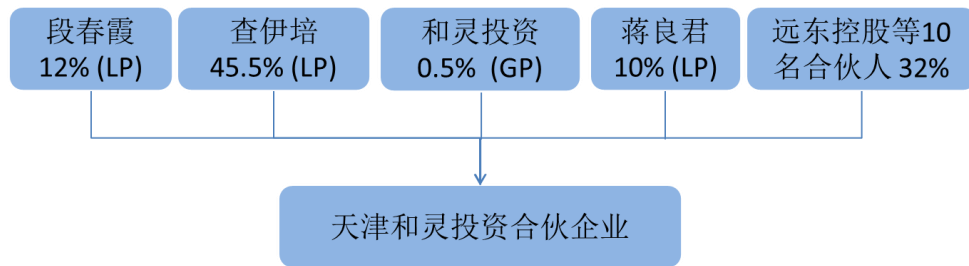 段春霞
12% (LP)
查伊培
45.5% (LP)
和灵投资
0.5%  (GP)
蒋良君
10% (LP)
远东控股等10
名合伙人 32%
天津和灵投资合伙企业